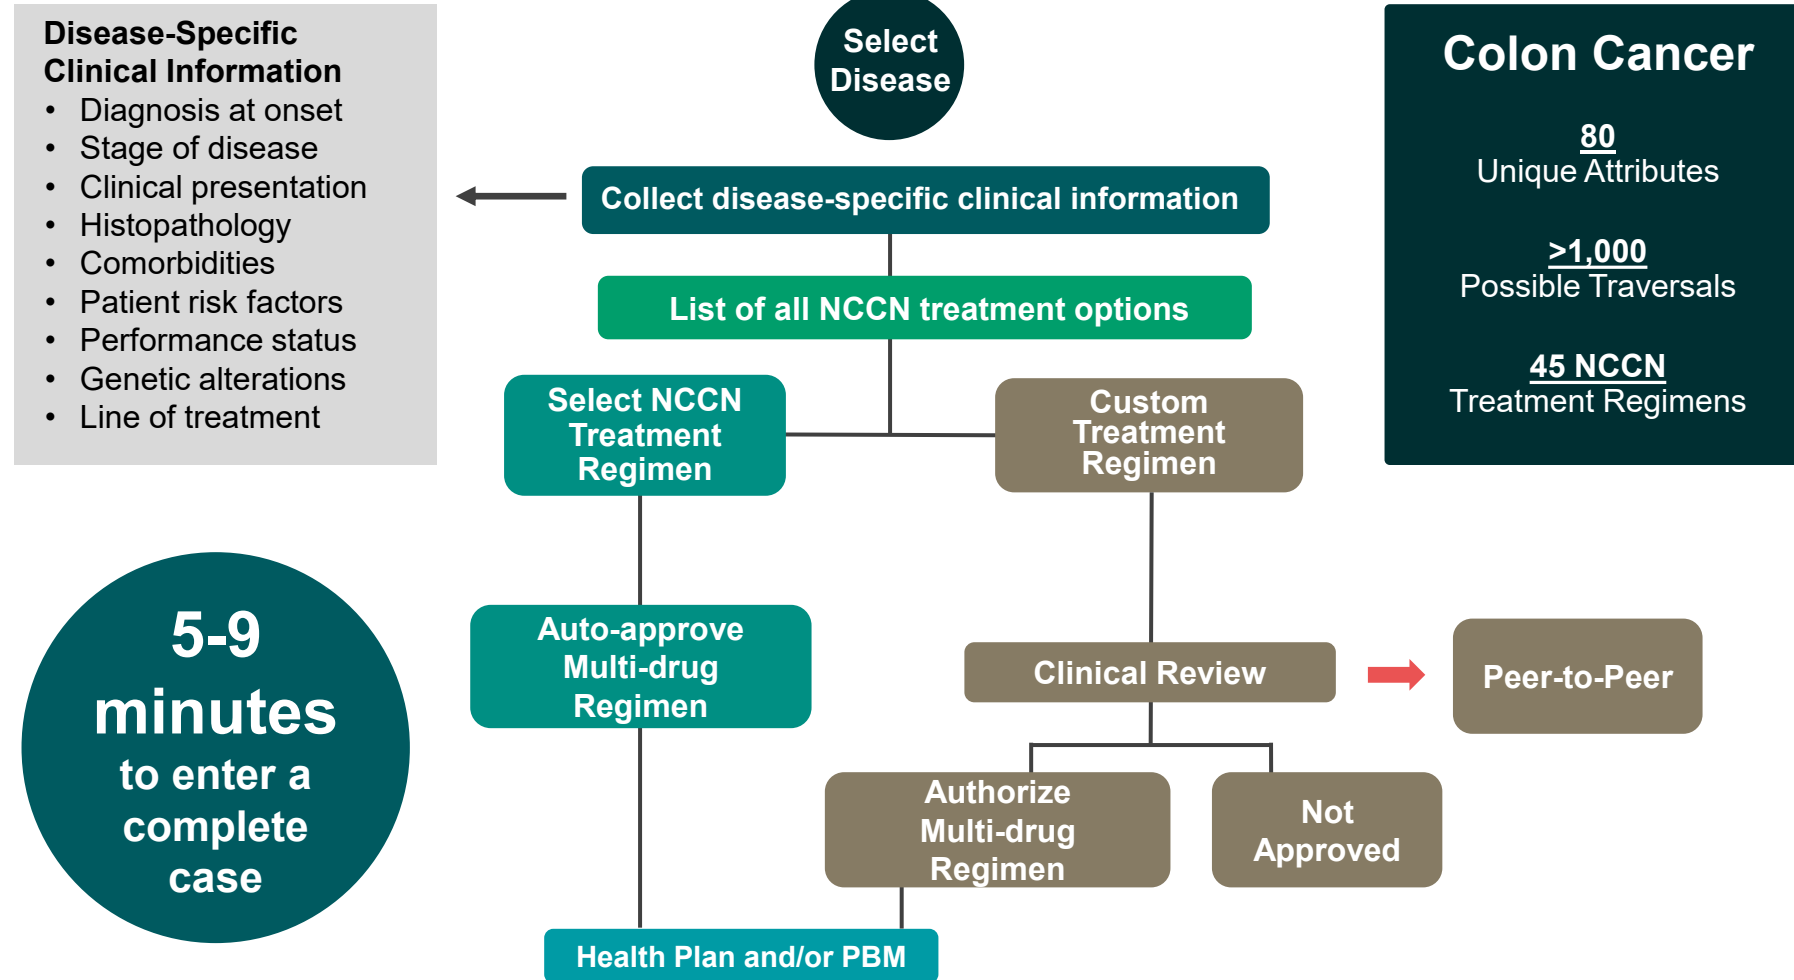 Disease-Specific
Clinical Information
• Diagnosis at onset
• Stage of disease
• Clinical presentation
• Histopathology
• Comorbidities
• Patient risk factors
• Performance status
• Genetic alterations
• Line of treatment
Select
Disease
Collect disease-specific clinical information
List of all NCCN treatment options
Select NCCN
Treatment
Regimen
Custom
Treatment
Regimen
Colon Cancer
80
Unique Attributes
>1,000
Possible Traversals
45 NCCN
Treatment Regimens
5-9
minutes
to enter a
complete
case
Auto-approve
Multi-drug
Regimen
Clinical Review
Peer-to-Peer
Authorize
Multi-drug
Regimen
Not
Approved
Health Plan and/or PBM